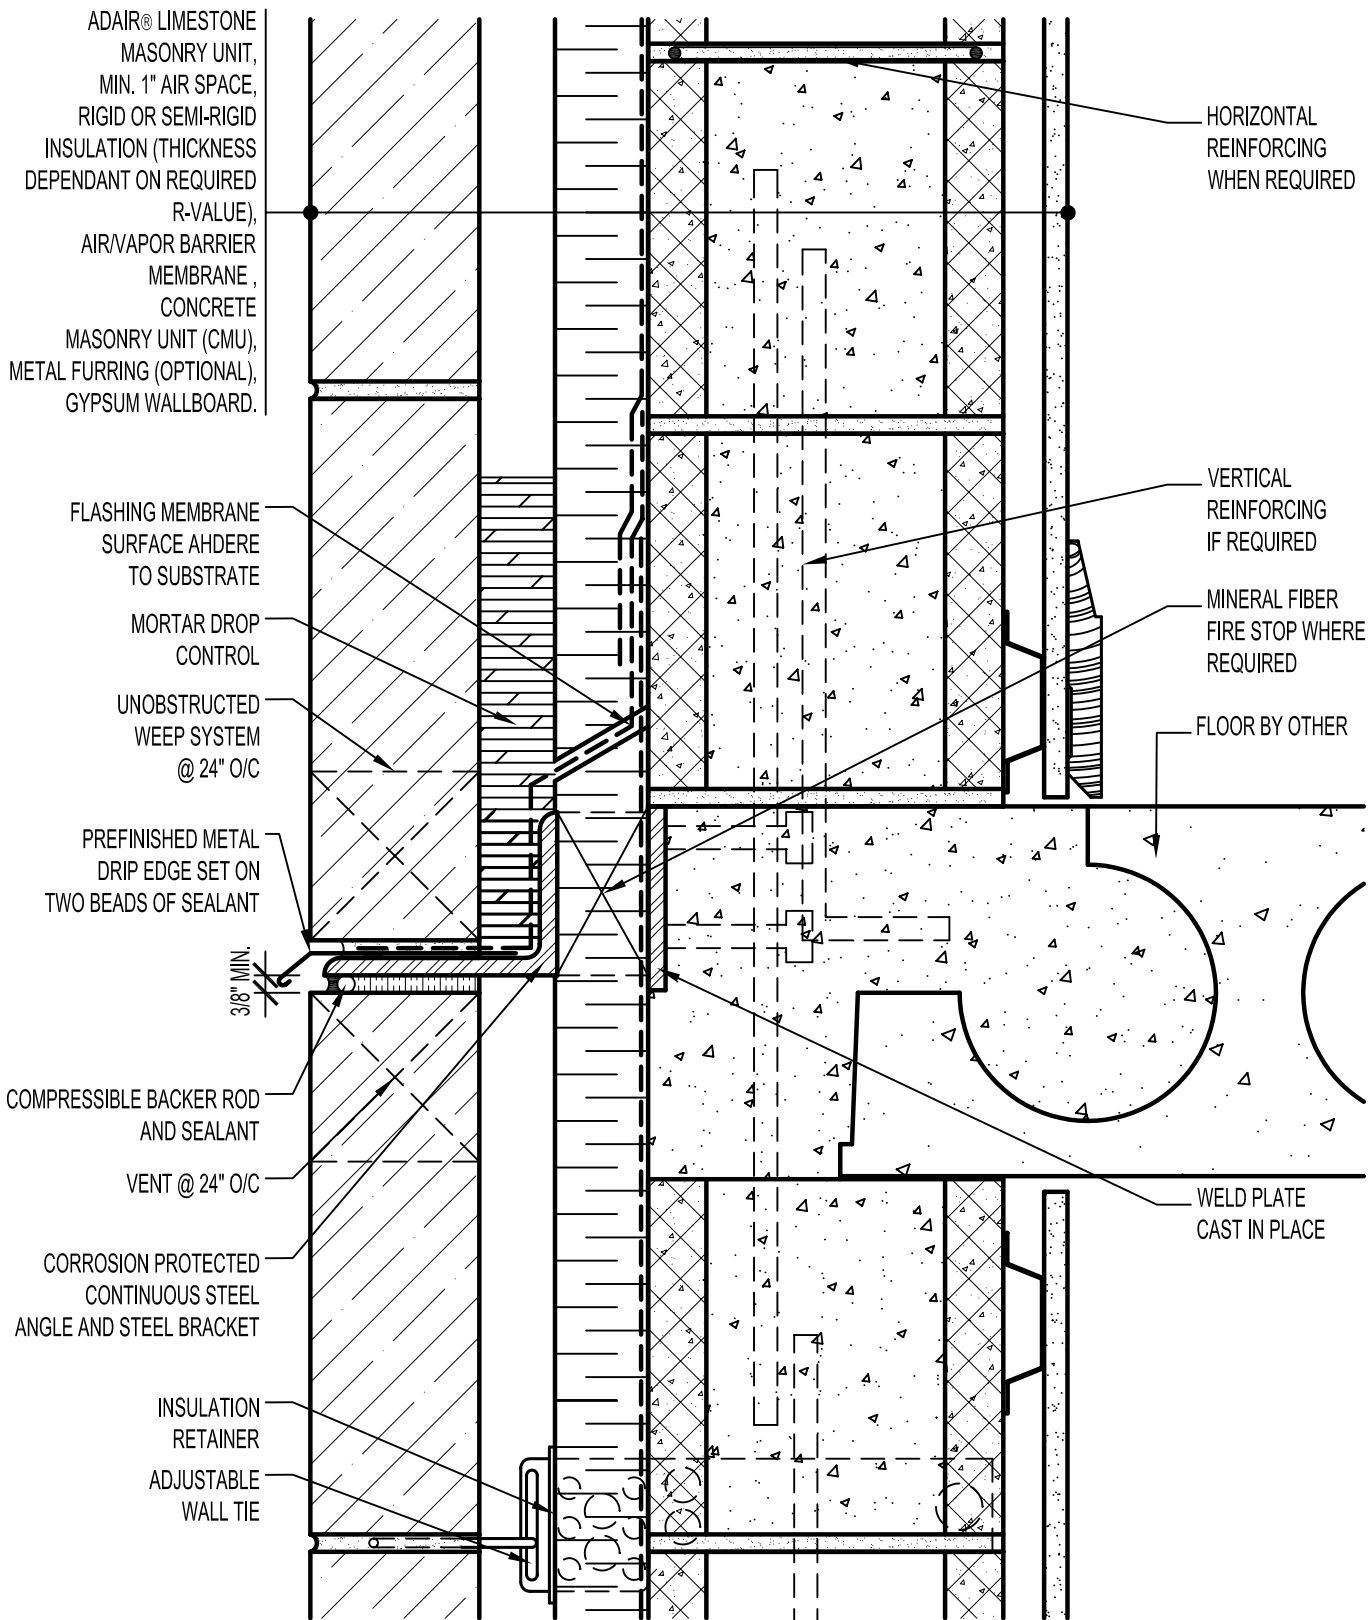 ADAIR® LIMESTONE
MASONRY UNIT,
MIN. 1" AIR SPACE,
RIGID OR SEMI-RIGID
INSULATION (THICKNESS
DEPENDANT ON REQUIRED
R-VALUE),
AIR/VAPOR BARRIER
MEMBRANE ,
CONCRETE
MASONRY UNIT (CMU),
METAL FURRING (OPTIONAL),
GYPSUM WALLBOARD.
FLASHING MEMBRANE
SURFACE AHDERE
TO SUBSTRATE
MORTAR DROP
CONTROL
UNOBSTRUCTED
WEEP SYSTEM
@ 24" O/C
PREFINISHED METAL
DRIP EDGE SET ON
TWO BEADS OF SEALANT
3/8" MIN.
COMPRESSIBLE BACKER ROD
AND SEALANT
VENT @ 24" O/C
CORROSION PROTECTED
CONTINUOUS STEEL
ANGLE AND STEEL BRACKET
INSULATION
RETAINER
ADJUSTABLE
WALL TIE
HORIZONTAL
REINFORCING
WHEN REQUIRED
VERTICAL
REINFORCING
IF REQUIRED
MINERAL FIBER
FIRE STOP WHERE
REQUIRED
FLOOR BY OTHER
WELD PLATE
CAST IN PLACE